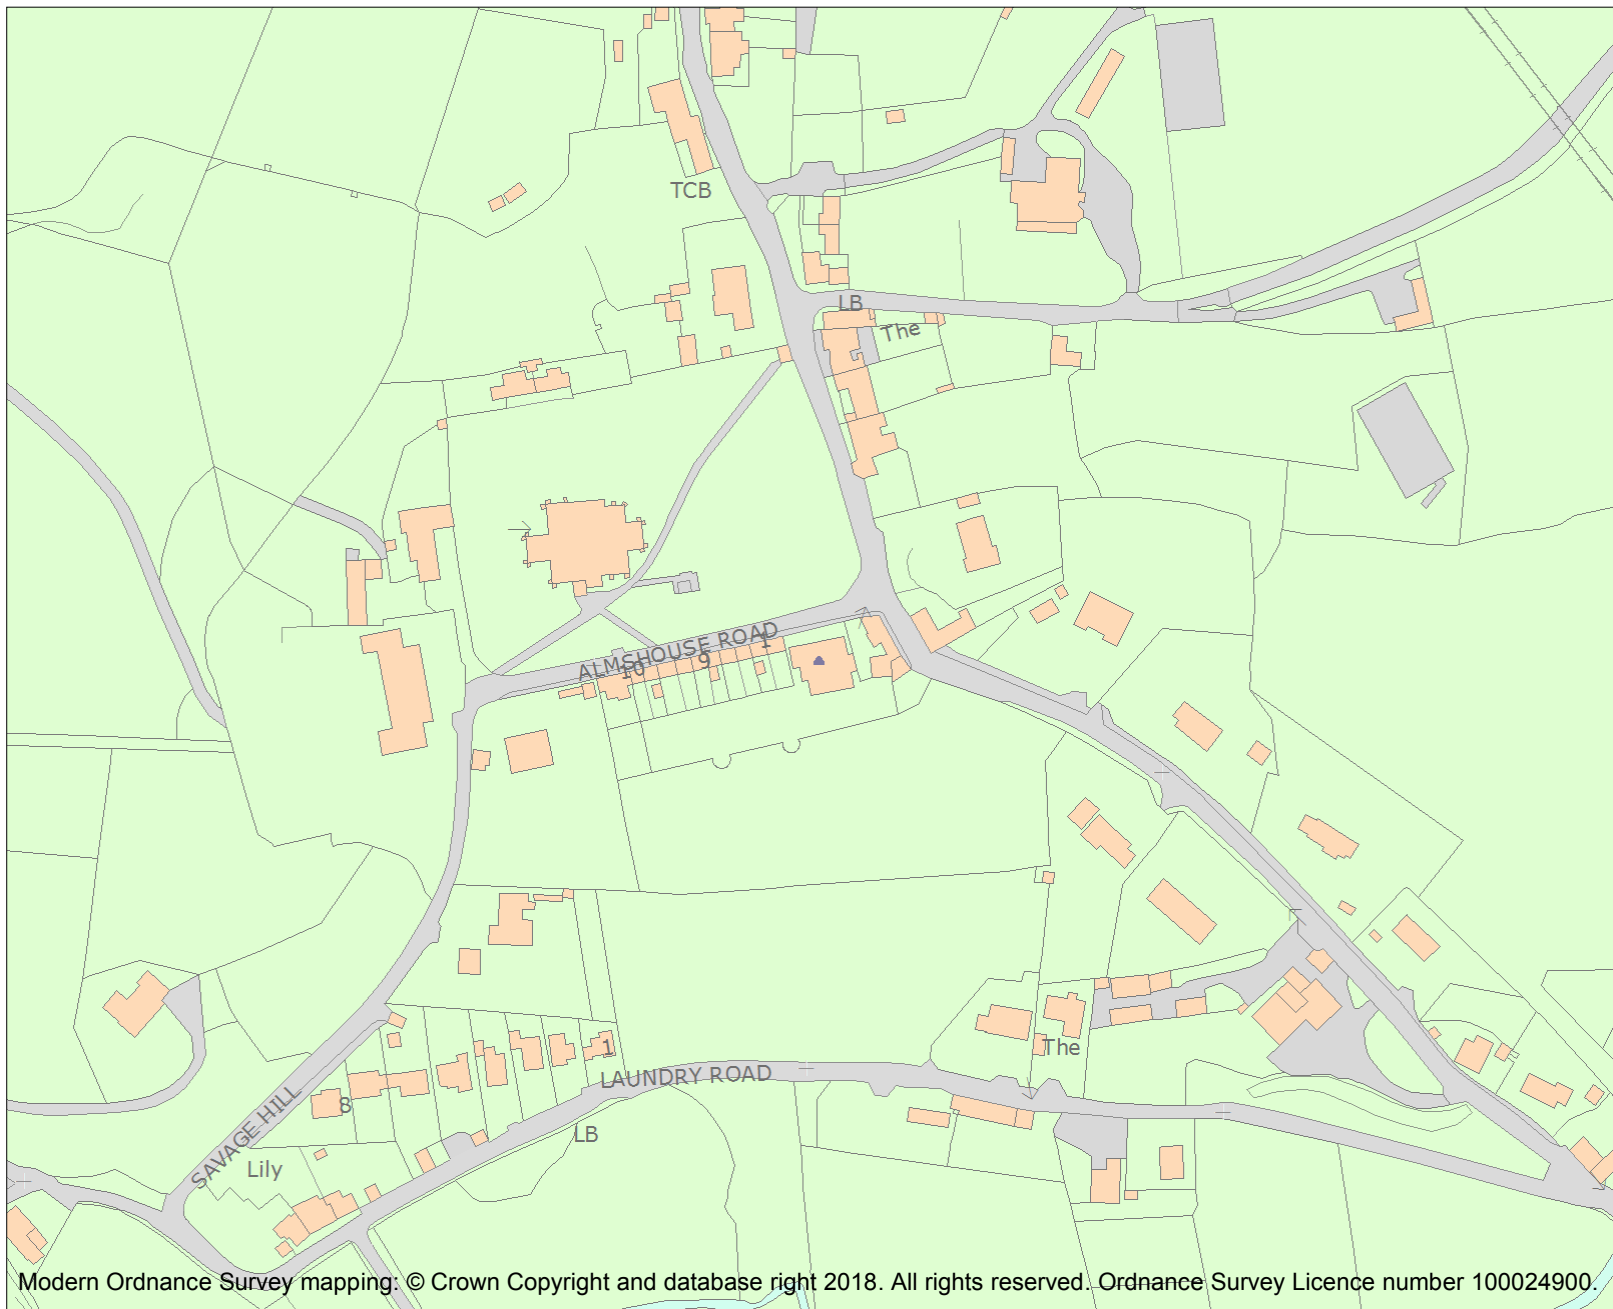 TCB
LB
The
ALMSHOUSE ROAD
1
9
10
The
1
LAUNDRY ROAD
8
SAVAGE HILL
LB
Lily
Modern Ordnance Survey mapping: © Crown Copyright and database right 2018. All rights reserved. Ordnance Survey Licence number 100024900.